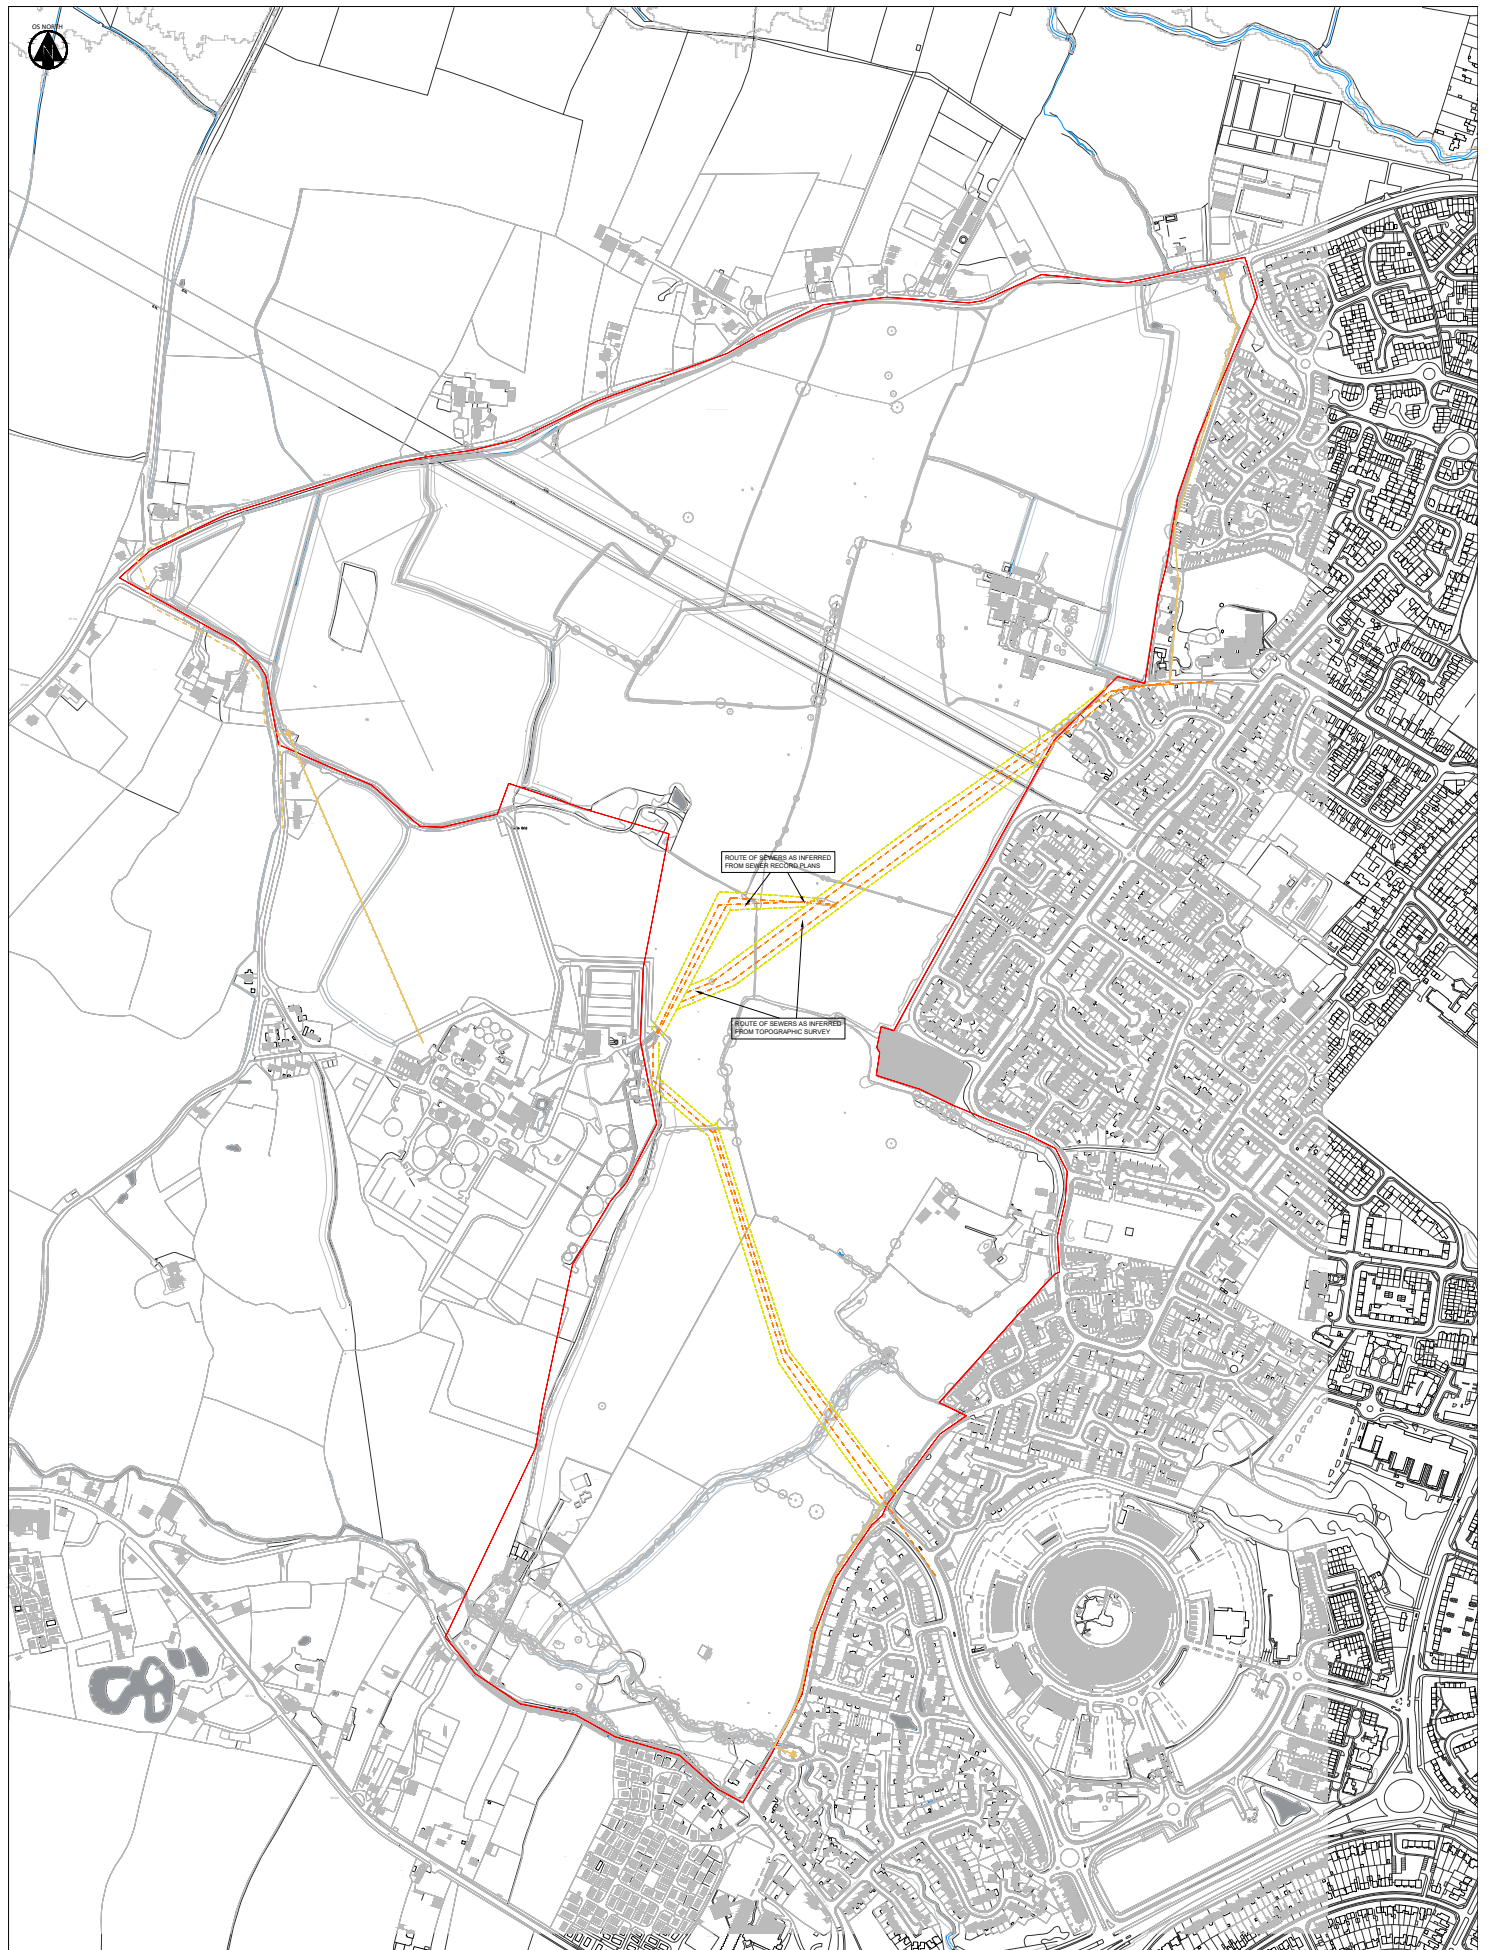 OS NORTH
N
ROUTE OF SEWERS AS INFERRED
FROM SEWER RECORD PLANS
ROUTE OF SEWERS AS INFERRED
FROM TOPOGRAPHIC SURVEY